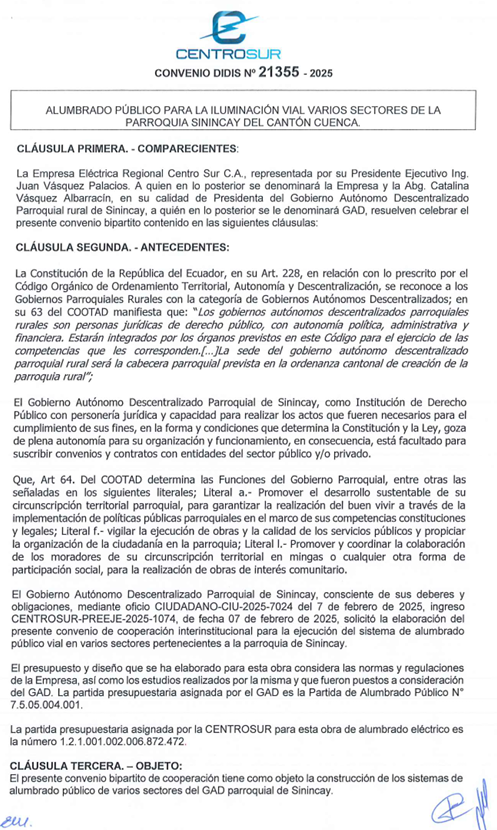 CENTROSUR
CONVENIO DIDIS Nº 21355 - 2025
ALUMBRADO PÚBLICO PARA LA ILUMINACIÓN VIAL VARIOS SECTORES DE LA
PARROQUIA SININCAY DEL CANTÓN CUENCA.
CLÁUSULA PRIMERA. - COMPARECIENTES:
La Empresa Eléctrica Regional Centro Sur C.A., representada por su Presidente Ejecutivo Ing.
Juan Vásquez Palacios. A quien en lo posterior se denominará la Empresa y la Abg. Catalina
Vásquez Albarracín, en su calidad de Presidenta del Gobierno Autónomo Descentralizado
Parroquial rural de Sinincay, a quién en lo posterior se le denominará GAD, resuelven celebrar el
presente convenio bipartito contenido en las siguientes cláusulas:
CLÁUSULA SEGUNDA. - ANTECEDENTES:
La Constitución de la República del Ecuador, en su Art. 228, en relación con lo prescrito por el
Código Orgánico de Ordenamiento Territorial, Autonomía y Descentralización, se reconoce a los
Gobiernos Parroquiales Rurales con la categoría de Gobiernos Autónomos Descentralizados; en
su 63 del COOTAD manifiesta que: "Los gobiernos autónomos descentralizados parroquiales
rurales son personas jurídicas de derecho público, con autonomía política, administrativa y
financiera. Estarán integrados por los órganos previstos en este Código para el ejercicio de las
competencias que les corresponden.[...]La sede del gobierno autónomo descentralizado
parroquial rural será la cabecera parroquial prevista en la ordenanza cantonal de creación de la
parroquia rural";
El Gobierno Autónomo Descentralizado Parroquial de Sinincay, como Institución de Derecho
Público con personería jurídica y capacidad para realizar los actos que fueren necesarios para el
cumplimiento de sus fines, en la forma y condiciones que determina la Constitución y la Ley, goza
de plena autonomía para su organización y funcionamiento, en consecuencia, está facultado para
suscribir convenios y contratos con entidades del sector público y/o privado.
Que, Art 64. Del COOTAD determina las Funciones del Gobierno Parroquial, entre otras las
señaladas en los siguientes literales; Literal a.- Promover el desarrollo sustentable de su
circunscripción territorial parroquial, para garantizar la realización del buen vivir a través de la
implementación de políticas públicas parroquiales en el marco de sus competencias constituciones
y legales; Literal f.- vigilar la ejecución de obras y la calidad de los servicios públicos y propiciar
la organización de la ciudadanía en la parroquia; Literal l.- Promover y coordinar la colaboración
de los moradores de su circunscripción territorial en mingas o cualquier otra forma de
participación social, para la realización de obras de interés comunitario.
El Gobierno Autónomo Descentralizado Parroquial de Sinincay, consciente de sus deberes y
obligaciones, mediante oficio CIUDADANO-CIU-2025-7024 del 7 de febrero de 2025, ingreso
CENTROSUR-PREEJE-2025-1074, de fecha 07 de febrero de 2025, solicitó la elaboración del
presente convenio de cooperación interinstitucional para la ejecución del sistema de alumbrado
público vial en varios sectores pertenecientes a la parroquia de Sinincay.
El presupuesto y diseño que se ha elaborado para esta obra considera las normas y regulaciones
de la Empresa, así como los estudios realizados por la misma y que fueron puestos a consideración
del GAD. La partida presupuestaria asignada por el GAD es la Partida de Alumbrado Público N°
7.5.05.004.001.
La partida presupuestaria asignada por la CENTROSUR para esta obra de alumbrado eléctrico es
la número 1.2.1.001.002.006.872.472.
CLÁUSULA TERCERA. – OBJETO:
El presente convenio bipartito de cooperación tiene como objeto la construcción de los sistemas de
alumbrado público de varios sectores del GAD parroquial de Sinincay.